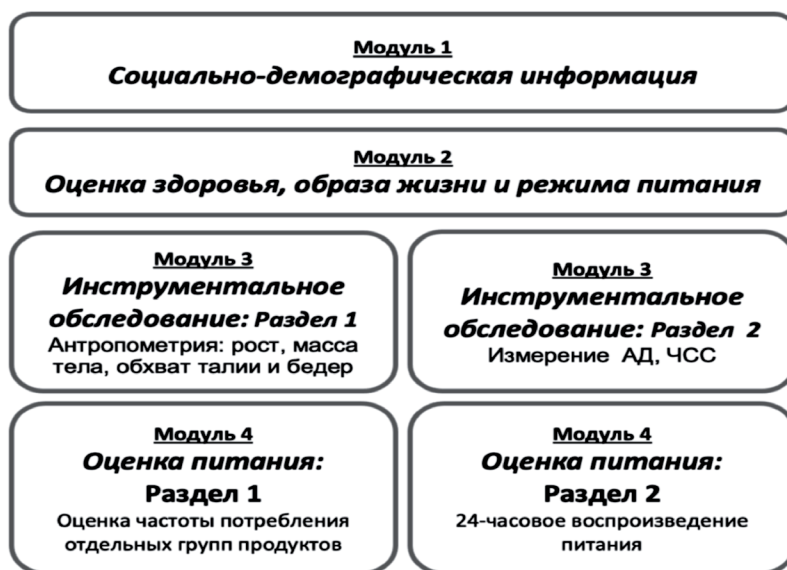 Модуль 1
Социально-демографическая информация
Модуль 2
Оценка здоровья, образа жизни и режима питания
Модуль 3
Инструментальное
обследование: Раздел 1
Антропометрия: рост, масса
тела, обхват талии и бедер
Модуль 3
Инструментальное
обследование: Раздел 2
Измерение АД, ЧСС
Модуль 4
Оценка питания:
Раздел 1
Оценка частоты потребления
отдельных групп продуктов
Модуль 4
Оценка питания:
Раздел 2
24-часовое воспроизведение
питания